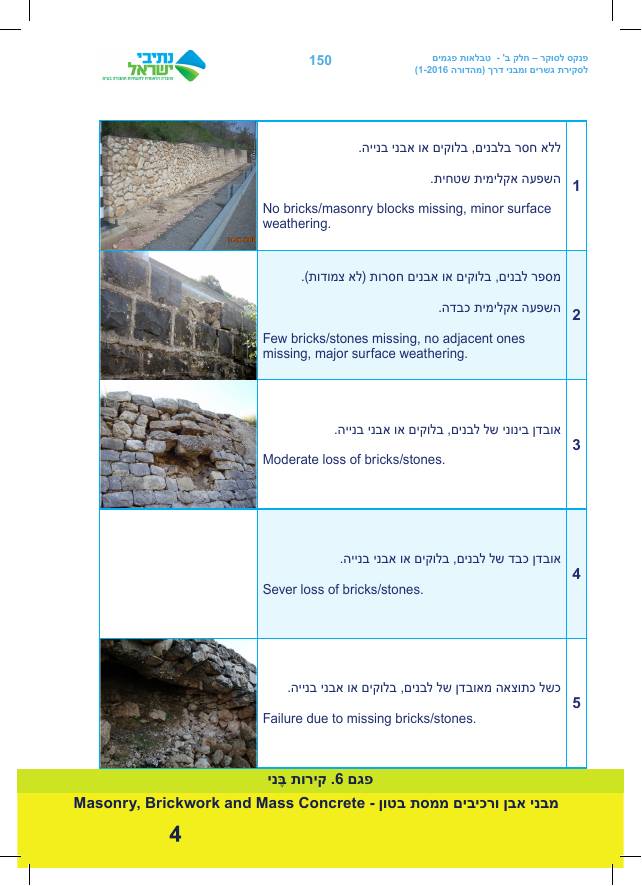 פנקס לסוקר – חלק ב' - טבלאות פגמים
לסקירת גשרים ומבני דרך (מהדורה 1-2016)
150
נתיבי
ישראל
החברה הלאומית לתשתיות תחבורה בע"מ
1
ללא חסר בלבנים, בלוקים או אבני בנייה.
השפעה אקלימית שטחית.
No bricks/masonry blocks missing, minor surface
weathering.
2
מספר לבנים, בלוקים או אבנים חסרות (לא צמודות).
השפעה אקלימית כבדה.
Few bricks/stones missing, no adjacent ones
missing, major surface weathering.
3
אובדן בינוני של לבנים, בלוקים או אבני בנייה.
Moderate loss of bricks/stones.
4
אובדן כבד של לבנים, בלוקים או אבני בנייה.
Sever loss of bricks/stones.
5
כשל כתוצאה מאובדן של לבנים, בלוקים או אבני בנייה.
Failure due to missing bricks/stones.
פגם 6. קירות בֶּני
מבני אבן ורכיבים ממסת בטון - Masonry, Brickwork and Mass Concrete
4